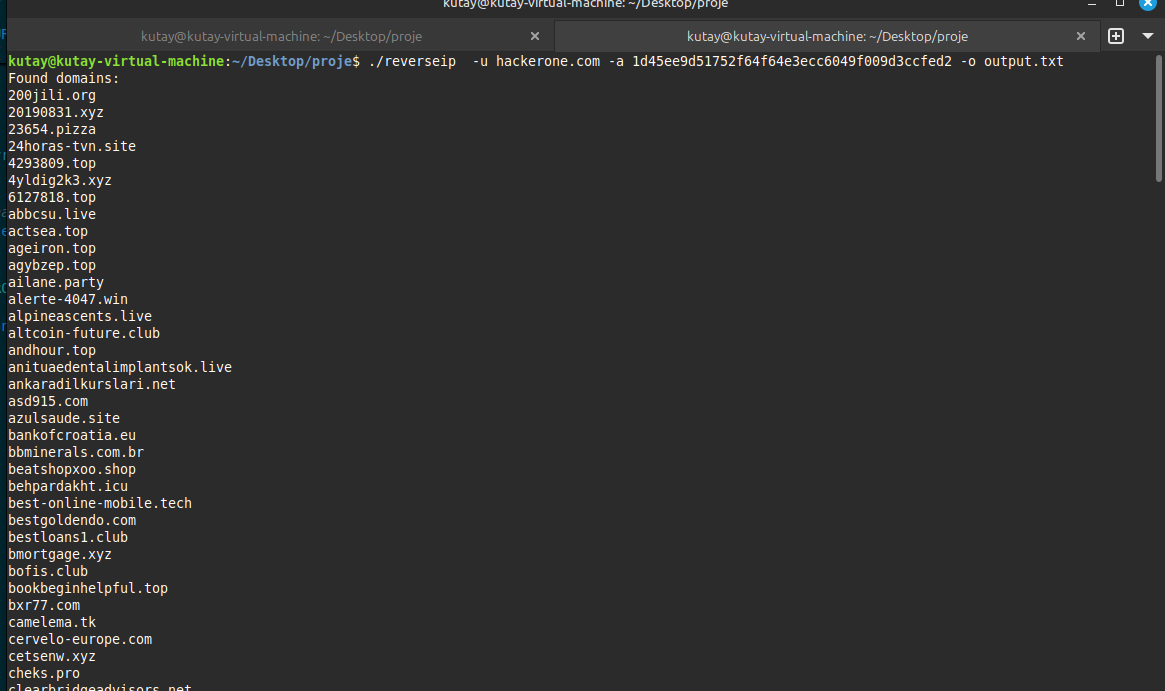 kutay@kutay-virtual-machine: ~/Desktop/proje
kutay@kutay-virtual-machine: ~/Desktop/proje
kutay@kutay-virtual-machine: ~/Desktop/proje
kutay@kutay-virtual-machine:~/Desktop/proje$ ./reverseip  -u hackerone.com -a 1d45ee9d51752f64f64e3ecc6049f009d3ccfed2 -o output.txt
Found domains:
200jili.org
20190831.xyz
23654.pizza
24horas-tvn.site
4293809.top
4yldig2k3.xyz
6127818.top
abbcsu.live
actsea.top
ageiron.top
agybzep.top
ailane.party
alerte-4047.win
alpineascents.live
altcoin-future.club
andhour.top
anituaedentalimplantsok.live
ankaradilkurslari.net
asd915.com
azulsaude.site
bankofcroatia.eu
bbminerals.com.br
beatshopxoo.shop
behpardakht.icu
best-online-mobile.tech
bestgoldendo.com
bestloans1.club
bmortgage.xyz
bofis.club
bookbeginhelpful.top
bxr77.com
camelema.tk
cervelo-europe.com
cetsenw.xyz
cheks.pro
clearbridgeadvisors.net